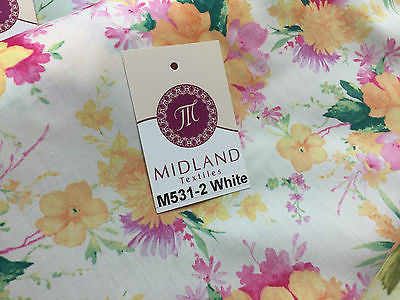 M
MIDLAND
Textiles
M531-2 White